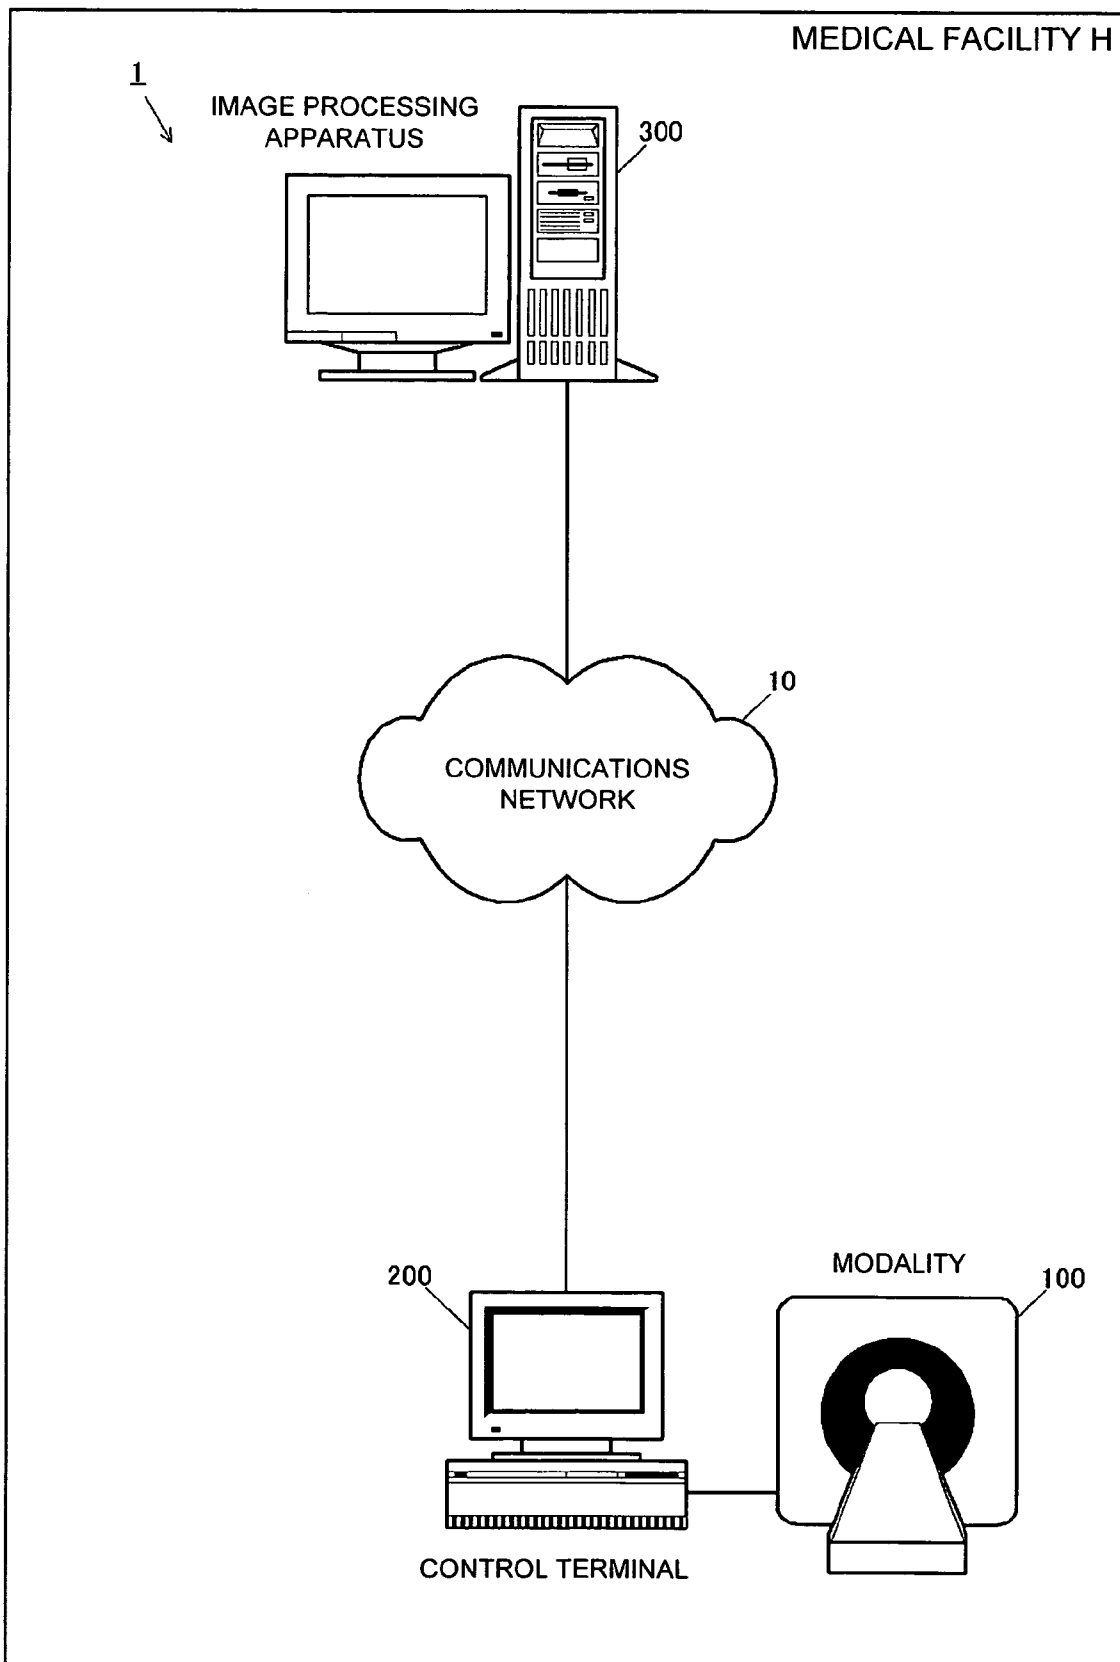 MEDICAL FACILITY H
1
IMAGE PROCESSING
APPARATUS
300
10
COMMUNICATIONS
NETWORK
200
MODALITY
100
CONTROL TERMINAL